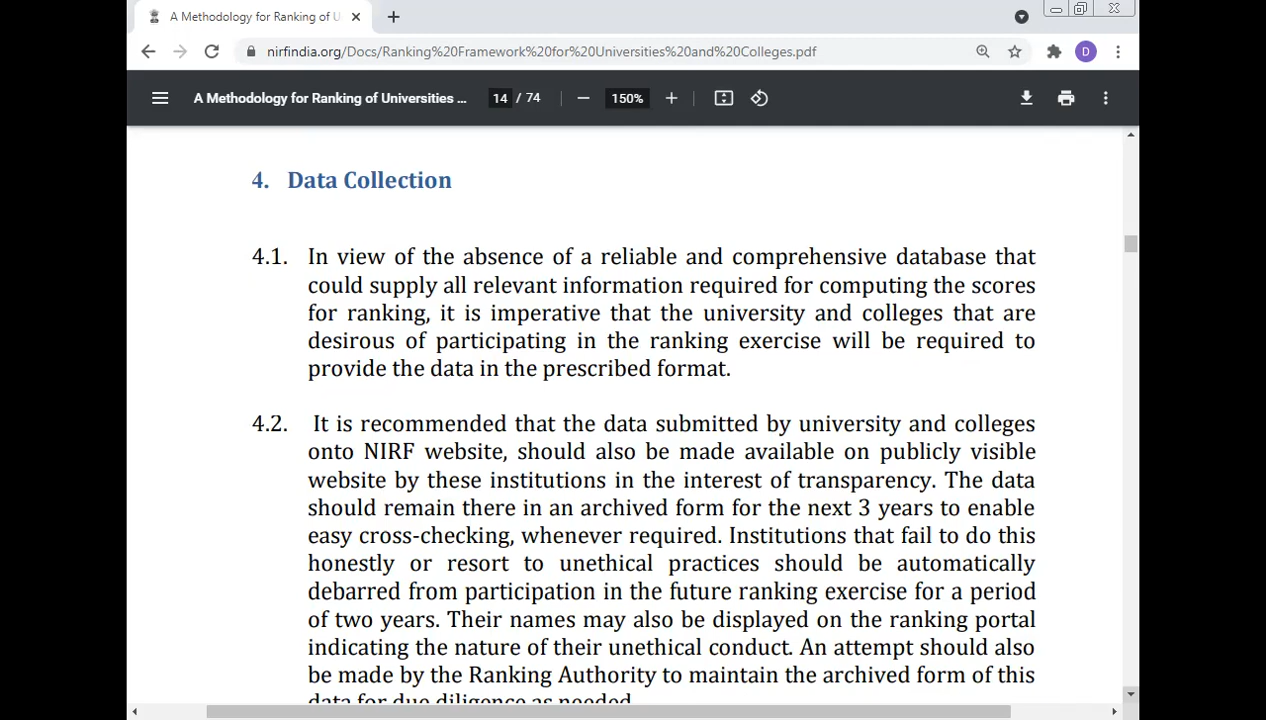 A Methodology for Ranking of U
nirfindia.org/Docs/Ranking%20Framework%20for%20Universities%20and%20Colleges.pdf
D
A Methodology for Ranking of Universities ...
14 / 74
150%
4. Data Collection
4.1. In view of the absence of a reliable and comprehensive database that
could supply all relevant information required for computing the scores
for ranking, it is imperative that the university and colleges that are
desirous of participating in the ranking exercise will be required to
provide the data in the prescribed format.
4.2. It is recommended that the data submitted by university and colleges
onto NIRF website, should also be made available on publicly visible
website by these institutions in the interest of transparency. The data
should remain there in an archived form for the next 3 years to enable
easy cross-checking, whenever required. Institutions that fail to do this
honestly or resort to unethical practices should be automatically
debarred from participation in the future ranking exercise for a period
of two years. Their names may also be displayed on the ranking portal
indicating the nature of their unethical conduct. An attempt should also
be made by the Ranking Authority to maintain the archived form of this
data for due diligence as needed.